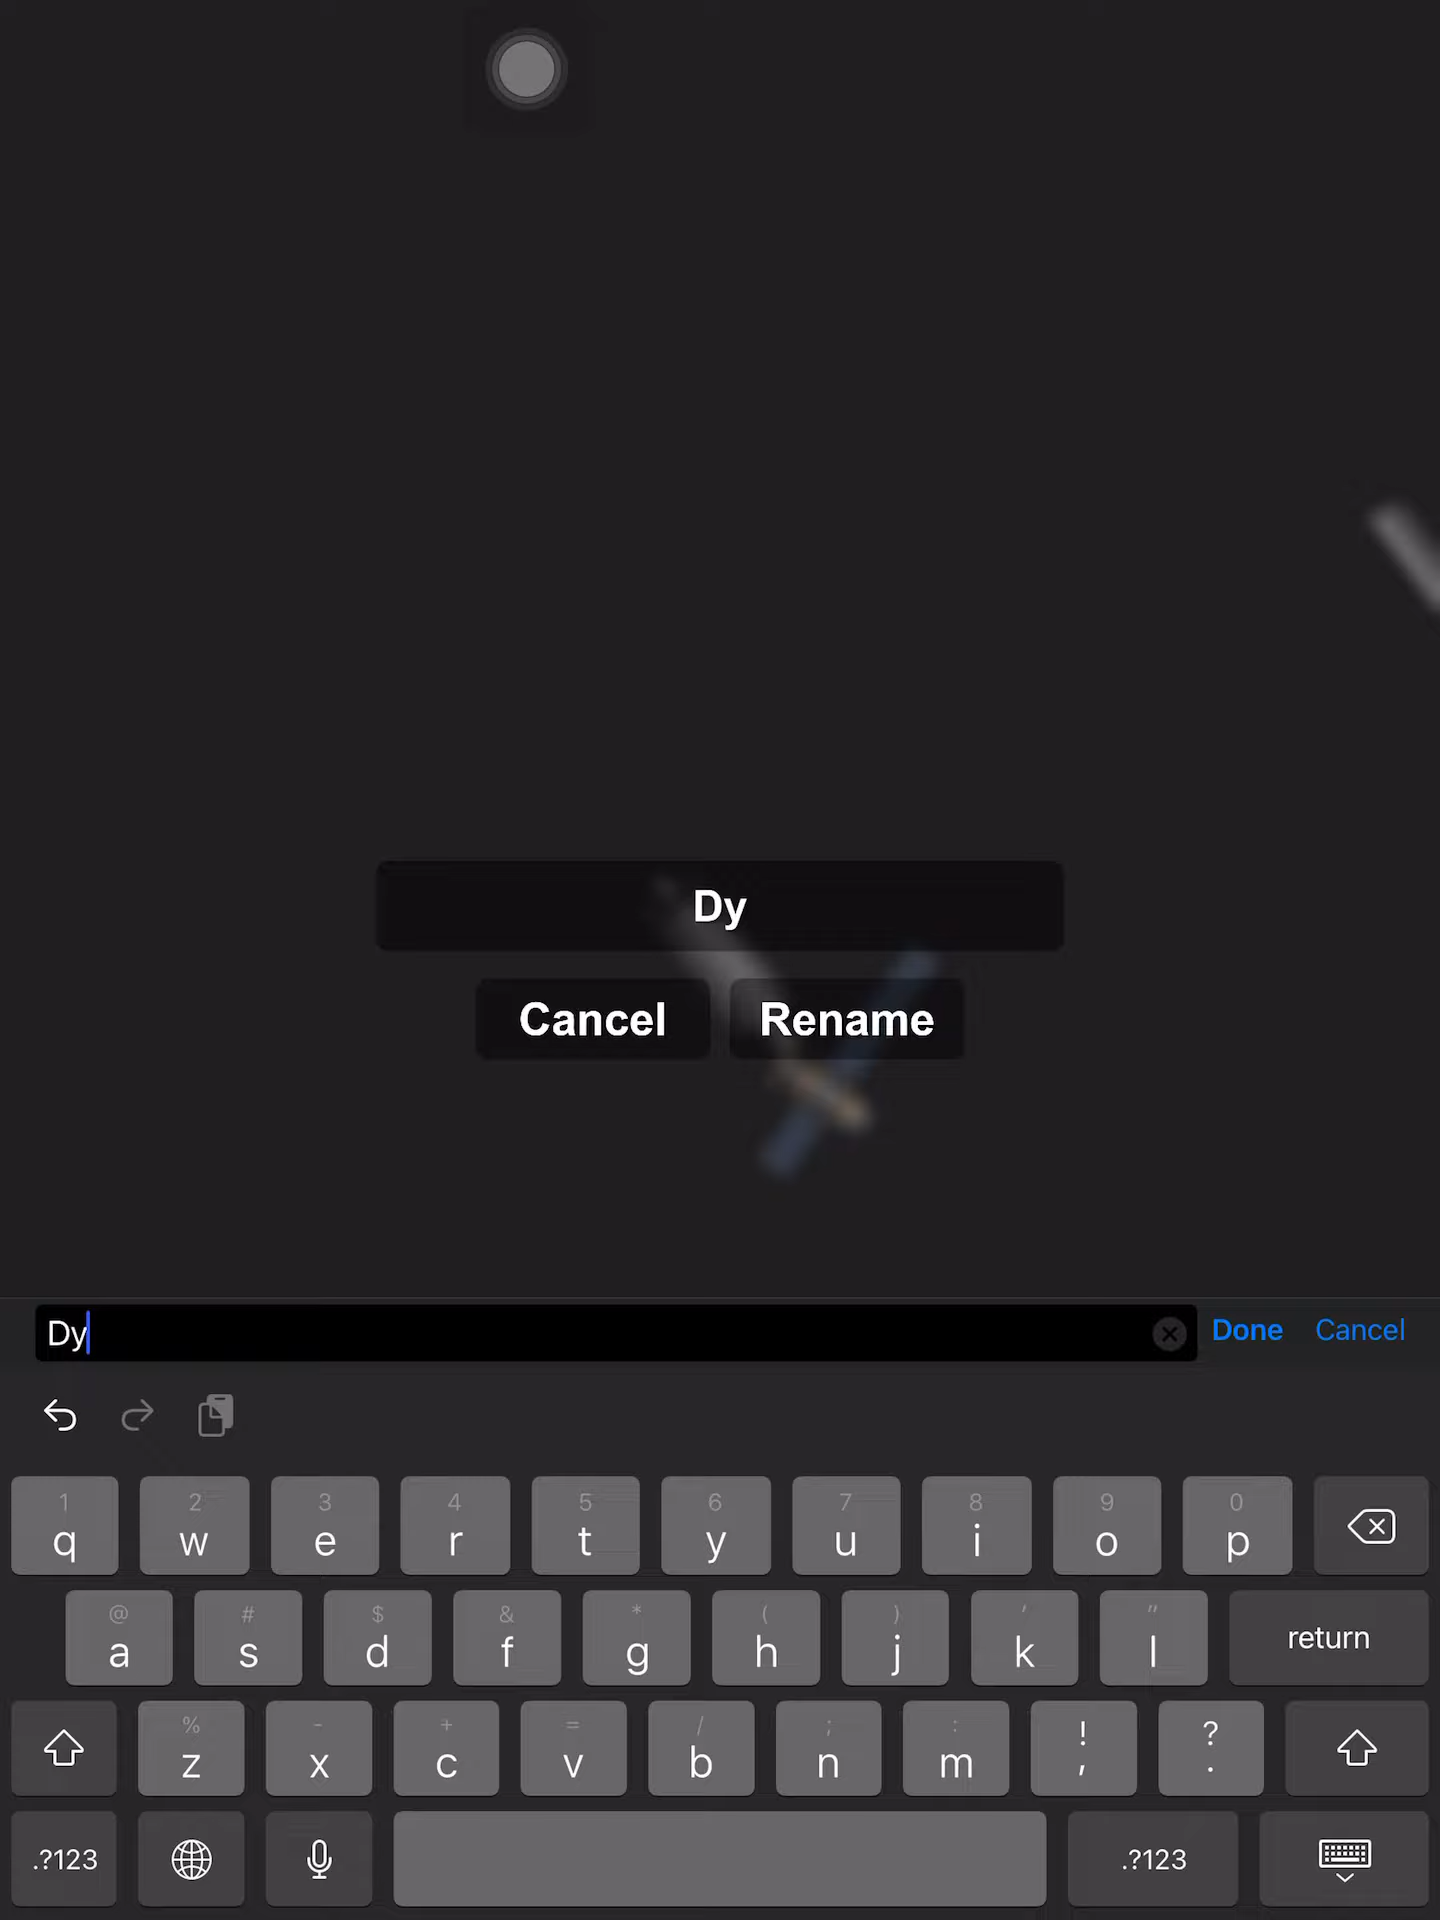 Dy
Cancel Rename
Dy Done Cancel
1 2 3 4 5 6 7 8 9 0
q w e r t y u i o p
@ # $ & * ( ) ' "
a s d f g h j k l return
% - + = / ; : ! ?
z x c v b n m , .
.?123 .?123